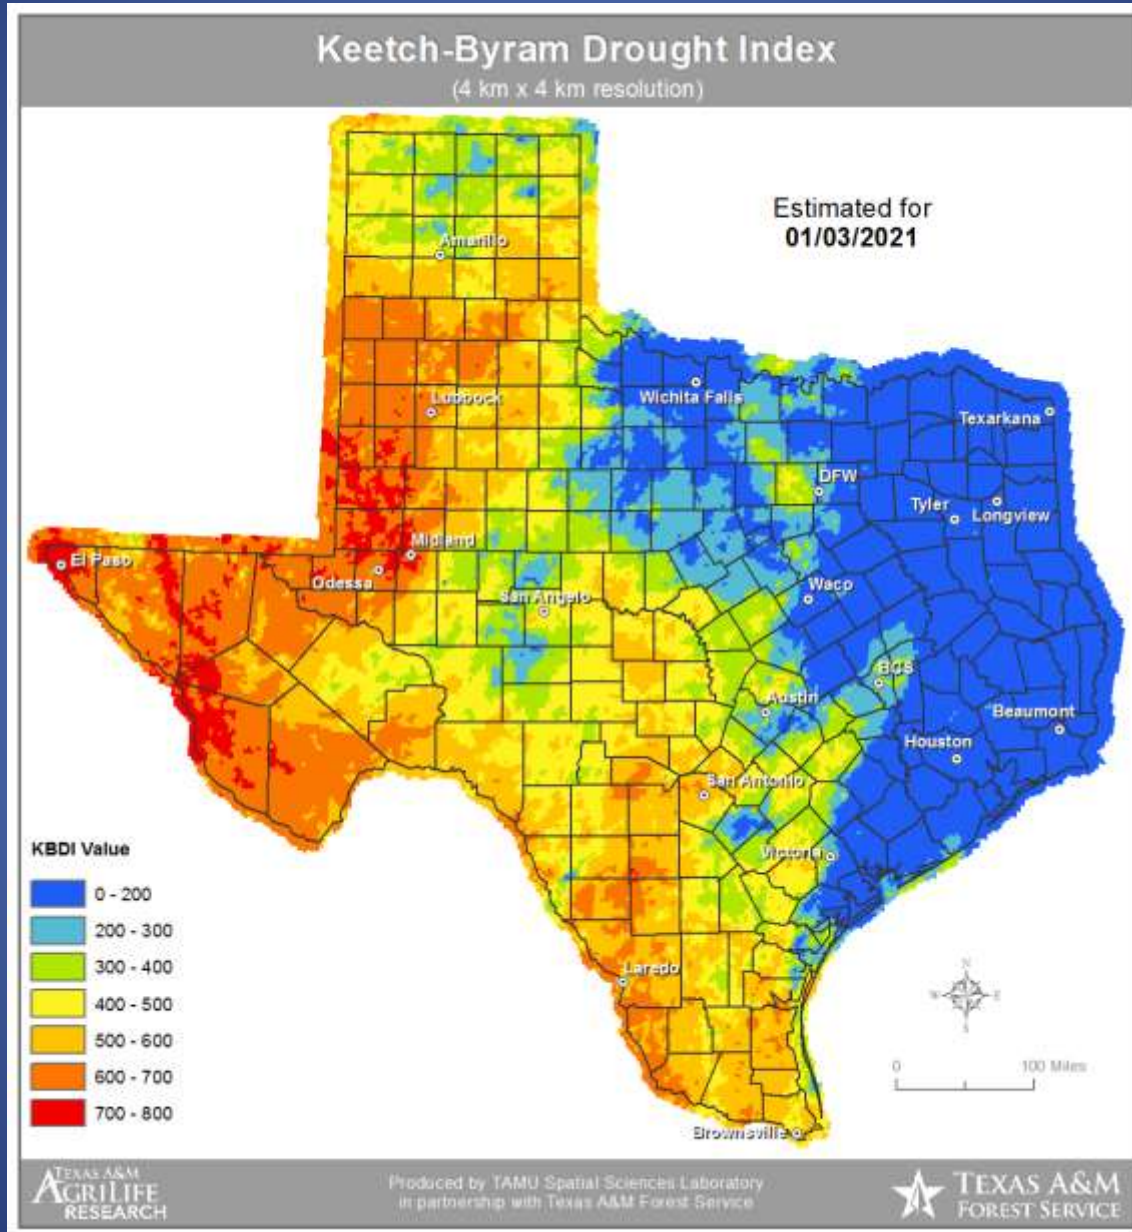 Keetch-Byram Drought Index
(4 km x 4 km resolution)
Estimated for
01/03/2021
Amarillo
Lubbock
Wichita Falls
Texarkana
DFW
Tyler
Longview
El Paso
Midland
Odessa
San Angelo
Waco
BCS
Austin
Beaumont
Houston
San Antonio
Victoria
Laredo
Brownsville
KBDI Value
0 - 200
200 - 300
300 - 400
400 - 500
500 - 600
600 - 700
700 - 800
N
W
E
S
0
100 Miles
TEXAS A&M
AGRILIFE
RESEARCH
Produced by TAMU Spatial Sciences Laboratory
in partnership with Texas A&M Forest Service
TEXAS A&M
FOREST SERVICE